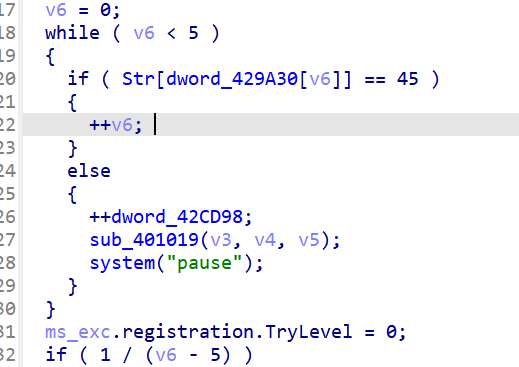 17 v6 = 0;
18 while ( v6 < 5 )
19 {
20 if ( Str[dword_429A30[v6]] == 45 )
21 {
22 ++v6;
23 }
24 else
25 {
26 ++dword_42CD98;
27 sub_401019(v3, v4, v5);
28 system("pause");
29 }
30 }
31 ms_exc.registration.TryLevel = 0;
32 if ( 1 / (v6 - 5) )